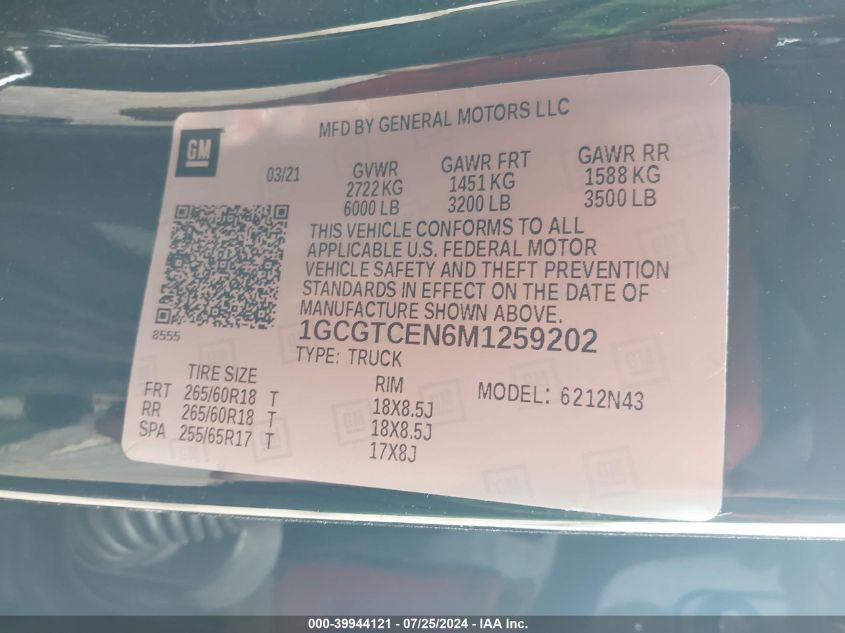 MFD BY GENERAL MOTORS LLC
GM
03/21
GVWR
2722 KG
6000 LB
GAWR FRT
1451 KG
3200 LB
GAWR RR
1588 KG
3500 LB
THIS VEHICLE CONFORMS TO ALL
APPLICABLE U.S. FEDERAL MOTOR
VEHICLE SAFETY AND THEFT PREVENTION
STANDARDS IN EFFECT ON THE DATE OF
MANUFACTURE SHOWN ABOVE.
8555
1GCGTCEN6M1259202
TYPE: TRUCK
TIRE SIZE RIM MODEL: 6212N43
FRT 265/60R18 T 18X8.5J
RR 265/60R18 T 18X8.5J
SPA 255/65R17 T 17X8J
000-39944121 - 07/25/2024 - IAA Inc.